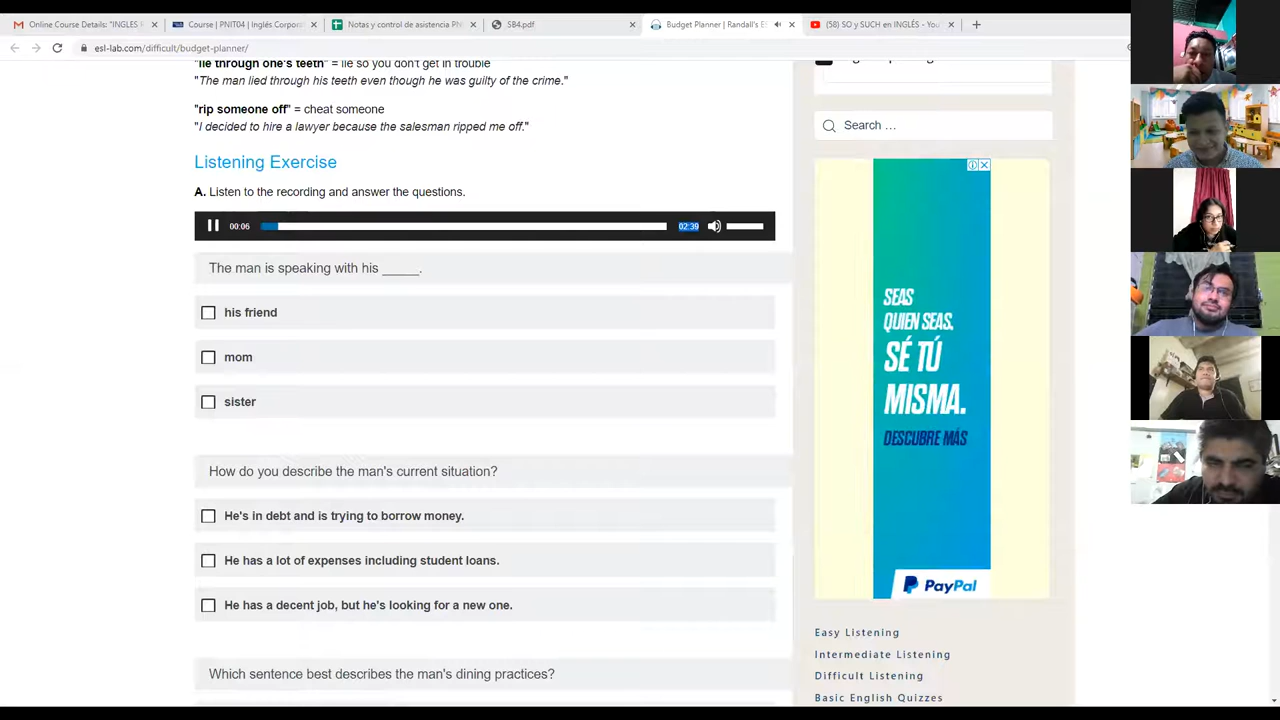 Online Course Details: "INGLES P
Course | PNIT04 | Inglés Corporat
Notas y control de asistencia PNI
SB4.pdf
Budget Planner | Randall's ES
(58) SO y SUCH en INGLÉS - You
esl-lab.com/difficult/budget-planner/
"lie through one's teeth" = lie so you don't get in trouble
"The man lied through his teeth even though he was guilty of the crime."
"rip someone off" = cheat someone
"I decided to hire a lawyer because the salesman ripped me off."
Search …
Listening Exercise
A. Listen to the recording and answer the questions.
00:06
02:39
The man is speaking with his _____.
his friend
mom
sister
How do you describe the man's current situation?
He's in debt and is trying to borrow money.
He has a lot of expenses including student loans.
He has a decent job, but he's looking for a new one.
Which sentence best describes the man's dining practices?
SEAS
QUIEN SEAS.
SÉ TÚ
MISMA.
DESCUBRE MÁS
PayPal
Easy Listening
Intermediate Listening
Difficult Listening
Basic English Quizzes